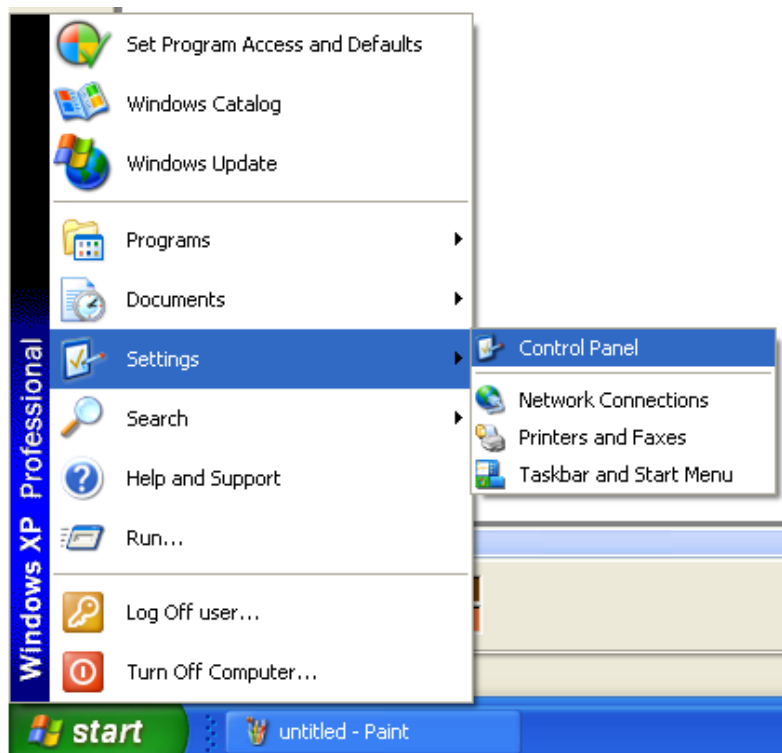 Set Program Access and Defaults
Windows Catalog
Windows Update
Programs
Documents
Settings
Search
Help and Support
Run...
Log Off user...
Turn Off Computer...
Control Panel
Network Connections
Printers and Faxes
Taskbar and Start Menu
Windows XP Professional
start
untitled - Paint